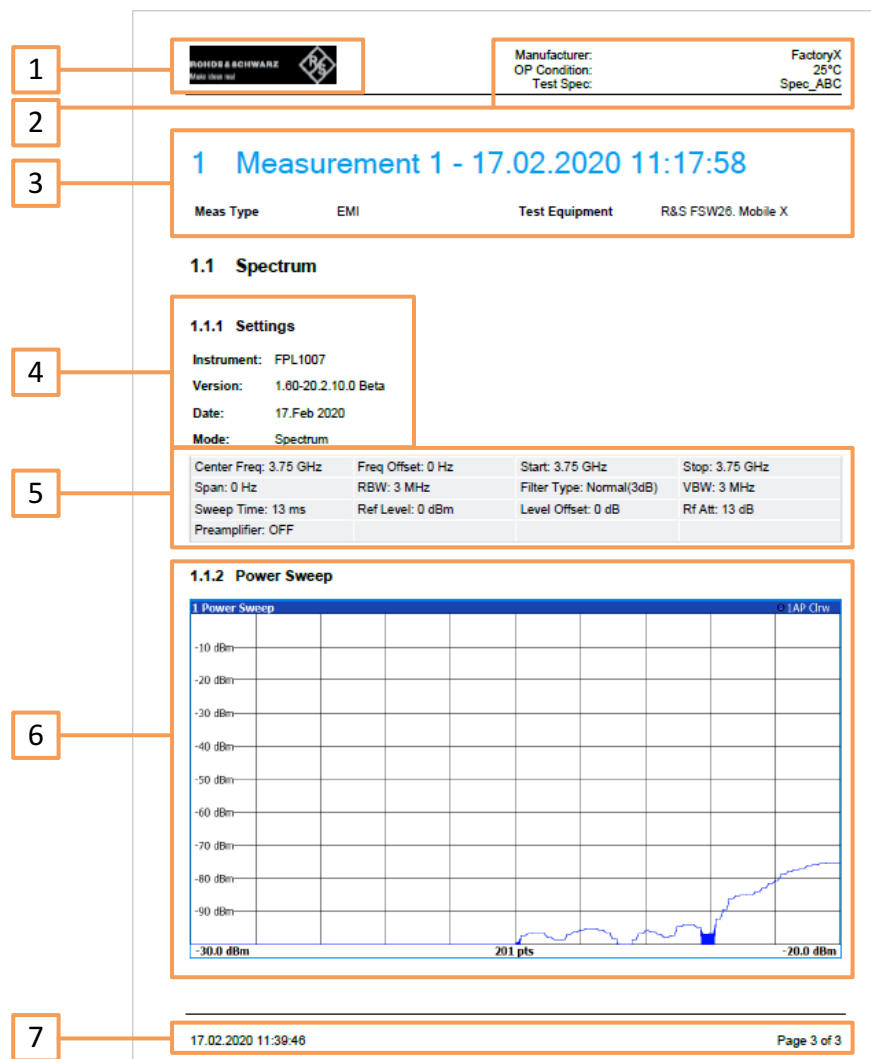 1
ROHDE & SCHWARZ
Make ideas real
R&S
2
Manufacturer: FactoryX
OP Condition: 25°C
Test Spec: Spec_ABC
3
1 Measurement 1 - 17.02.2020 11:17:58
Meas Type EMI Test Equipment R&S FSW26. Mobile X
1.1 Spectrum
4
1.1.1 Settings
Instrument: FPL1007
Version: 1.60-20.2.10.0 Beta
Date: 17.Feb 2020
Mode: Spectrum
5
Center Freq: 3.75 GHz Freq Offset: 0 Hz Start: 3.75 GHz Stop: 3.75 GHz
Span: 0 Hz RBW: 3 MHz Filter Type: Normal(3dB) VBW: 3 MHz
Sweep Time: 13 ms Ref Level: 0 dBm Level Offset: 0 dB Rf Att: 13 dB
Preamplifier: OFF
6
1.1.2 Power Sweep
1 Power Sweep 1AP Clrw
-10 dBm
-20 dBm
-30 dBm
-40 dBm
-50 dBm
-60 dBm
-70 dBm
-80 dBm
-90 dBm
-30.0 dBm 201 pts -20.0 dBm
7
17.02.2020 11:39:46 Page 3 of 3